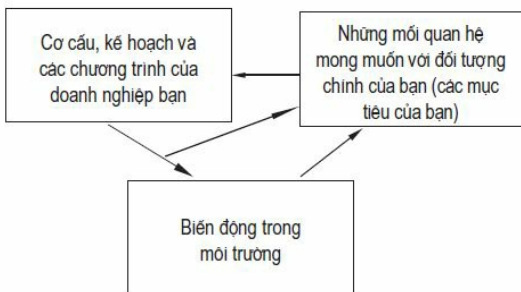 Cơ cấu, kế hoạch và
các chương trình của
doanh nghiệp bạn
Những mối quan hệ
mong muốn với đối tượng
chính của bạn (các mục
tiêu của bạn)
Biến động trong
môi trường